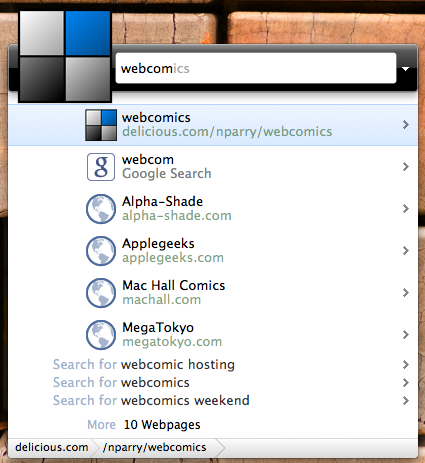 webcomics
webcomics
delicious.com/nparry/webcomics
g
webcom
Google Search
Alpha-Shade
alpha-shade.com
Applegeeks
applegeeks.com
Mac Hall Comics
machall.com
MegaTokyo
megatokyo.com
Search for webcomic hosting
Search for webcomics
Search for webcomics weekend
More 10 Webpages
delicious.com /nparry/webcomics